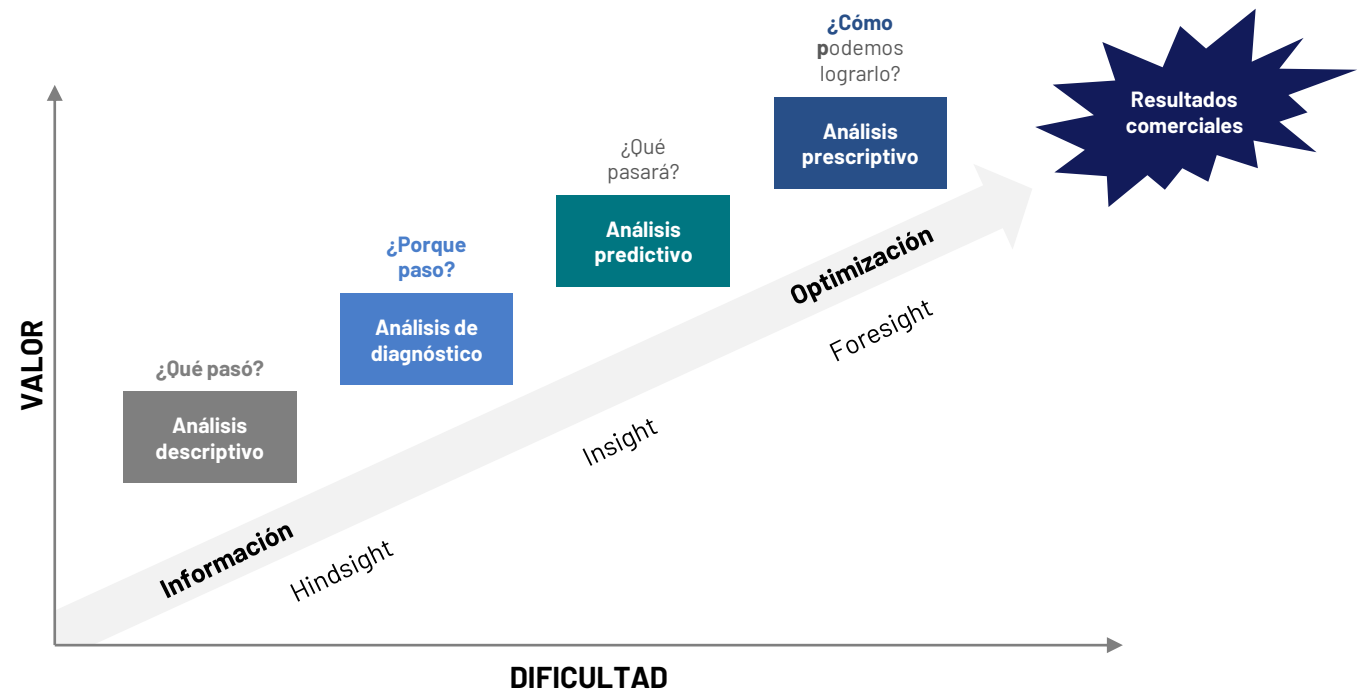 ¿Cómo
podemos
lograrlo?
Análisis
prescriptivo
Resultados
comerciales
¿Qué
pasará?
Análisis
predictivo
¿Porque
paso?
Análisis de
diagnóstico
¿Qué pasó?
Análisis
descriptivo
VALOR
Información
Hindsight
Insight
Optimización
Foresight
DIFICULTAD